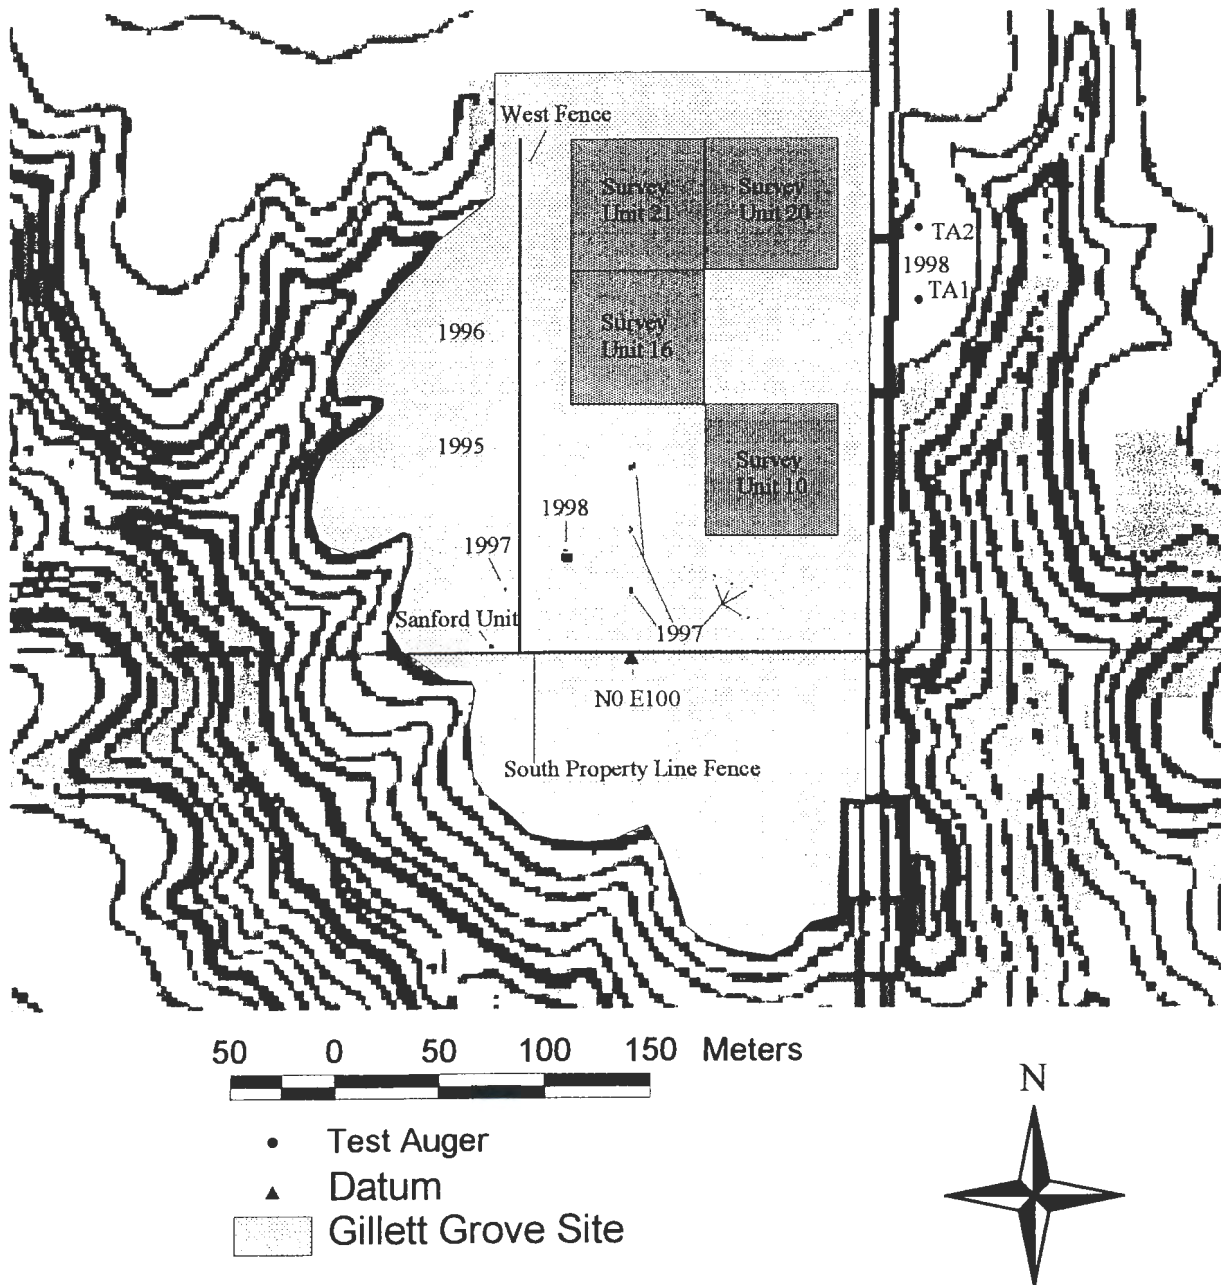 West Fence
Survey
Unit 21
Survey
Unit 20
TA2
1998
TA1
1996
Survey
Unit 16
1995
Survey
Unit 10
1998
1997
Sanford Unit
1997
N0 E100
South Property Line Fence
50 0 50 100 150 Meters
N
Test Auger
Datum
Gillett Grove Site